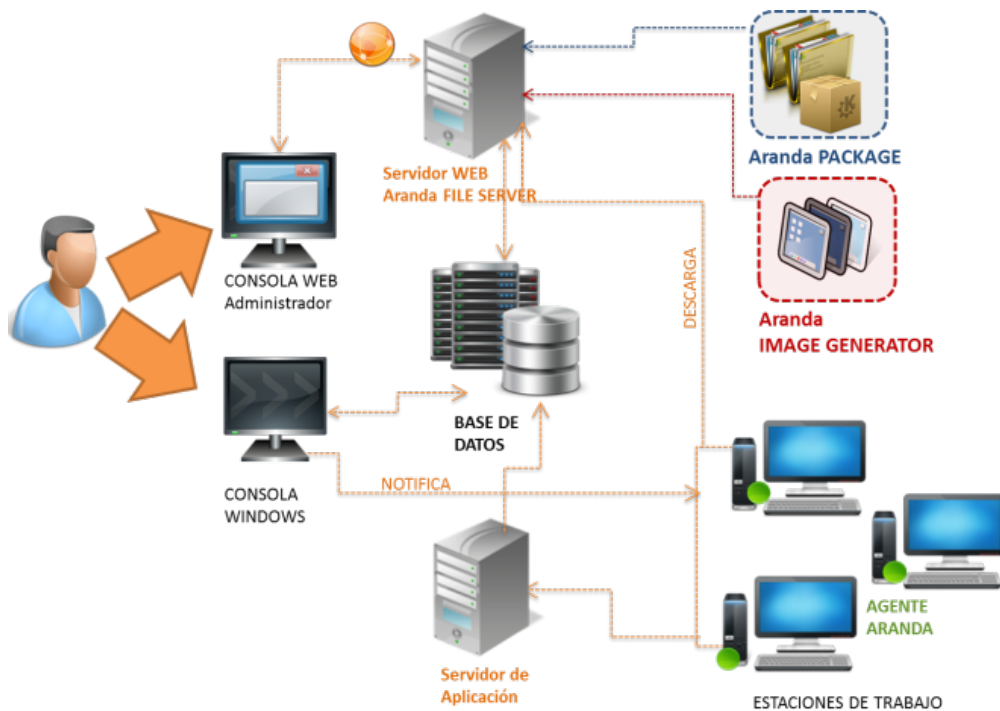 Aranda PACKAGE
Servidor WEB
Aranda FILE SERVER
CONSOLA WEB
Administrador
DESCARGA
Aranda
IMAGE GENERATOR
BASE DE
DATOS
NOTIFICA
CONSOLA
WINDOWS
AGENTE
ARANDA
Servidor de
Aplicación
ESTACIONES DE TRABAJO